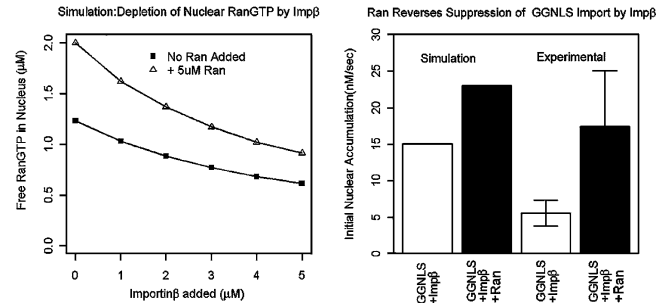 Simulation:Depletion of Nuclear RanGTP by Impβ
Free RanGTP in Nucleus (μM)
2.0
1.5
1.0
0.5
0.0
No Ran Added
+ 5uM Ran
0 1 2 3 4 5
Importinβ added (μM)
Ran Reverses Suppression of GGNLS Import by Impβ
Initial Nuclear Accumulation(nM/sec)
30
25
20
15
10
5
0
Simulation Experimental
GGNLS
+Impβ
GGNLS
+Impβ
+Ran
GGNLS
+Impβ
GGNLS
+Impβ
+Ran